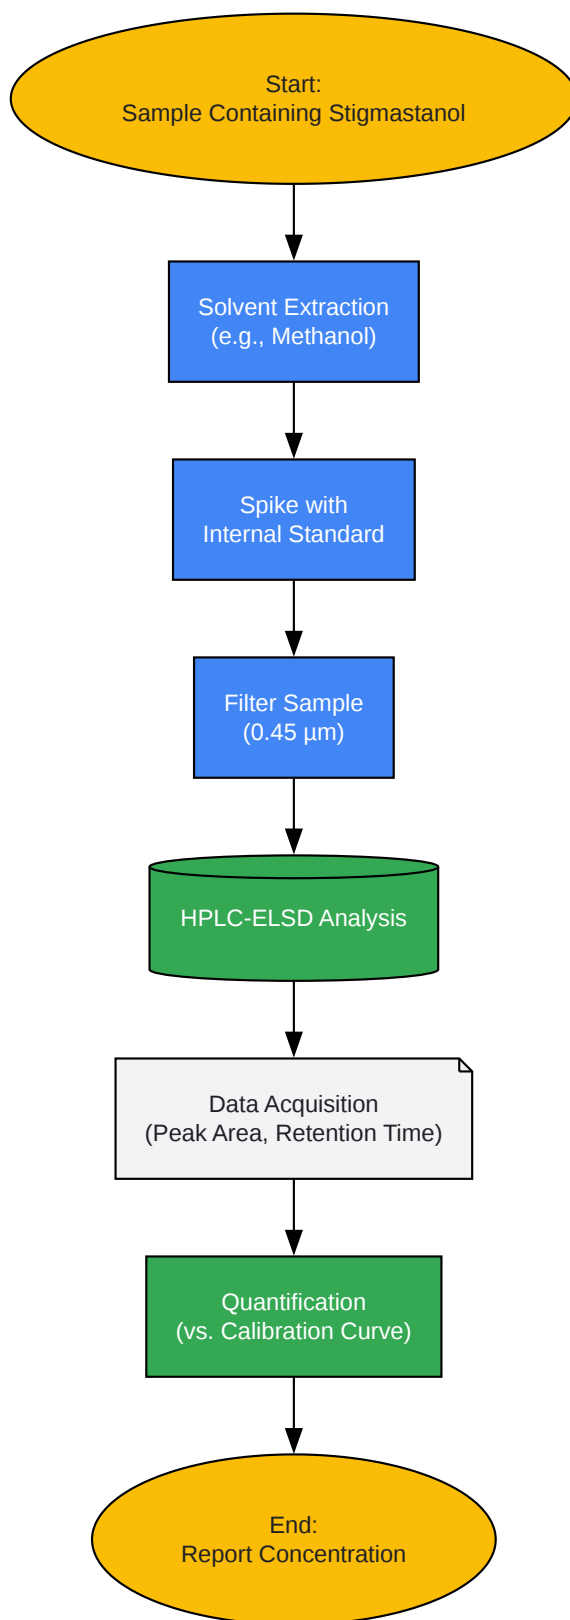 Start:
Sample Containing Stigmastanol
Solvent Extraction
(e.g., Methanol)
Spike with
Internal Standard
Filter Sample
(0.45 µm)
HPLC-ELSD Analysis
Data Acquisition
(Peak Area, Retention Time)
Quantification
(vs. Calibration Curve)
End:
Report Concentration